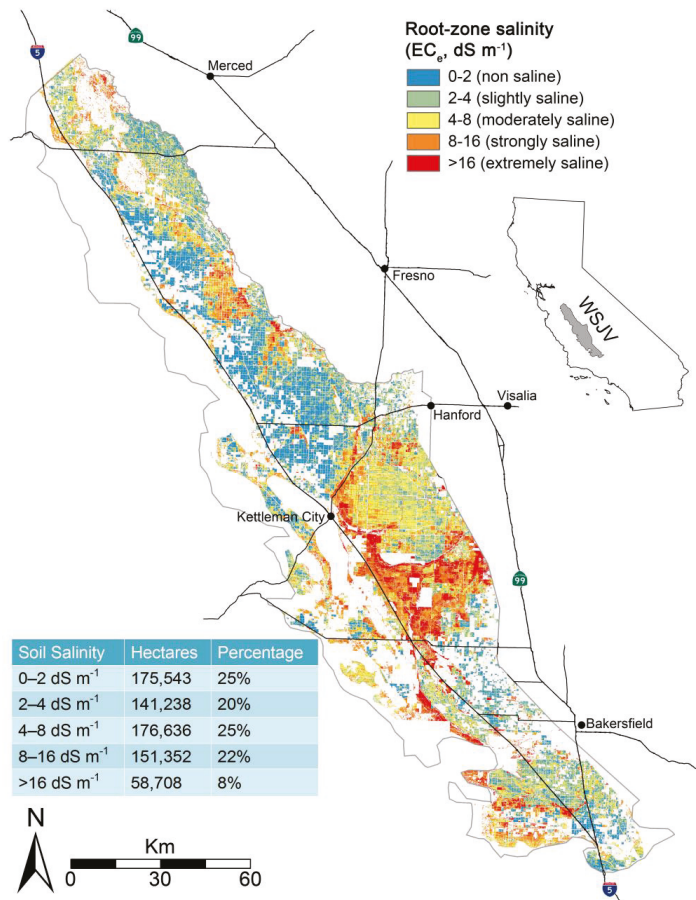 Root-zone salinity
(ECe, dS m-1)
0-2 (non saline)
2-4 (slightly saline)
4-8 (moderately saline)
8-16 (strongly saline)
>16 (extremely saline)
5
99
Merced
Fresno
WSJV
Visalia
Hanford
Kettleman City
99
Soil Salinity Hectares Percentage
0–2 dS m-1 175,543 25%
2–4 dS m-1 141,238 20%
4–8 dS m-1 176,636 25%
8–16 dS m-1 151,352 22%
>16 dS m-1 58,708 8%
Bakersfield
N
Km
0 30 60
5